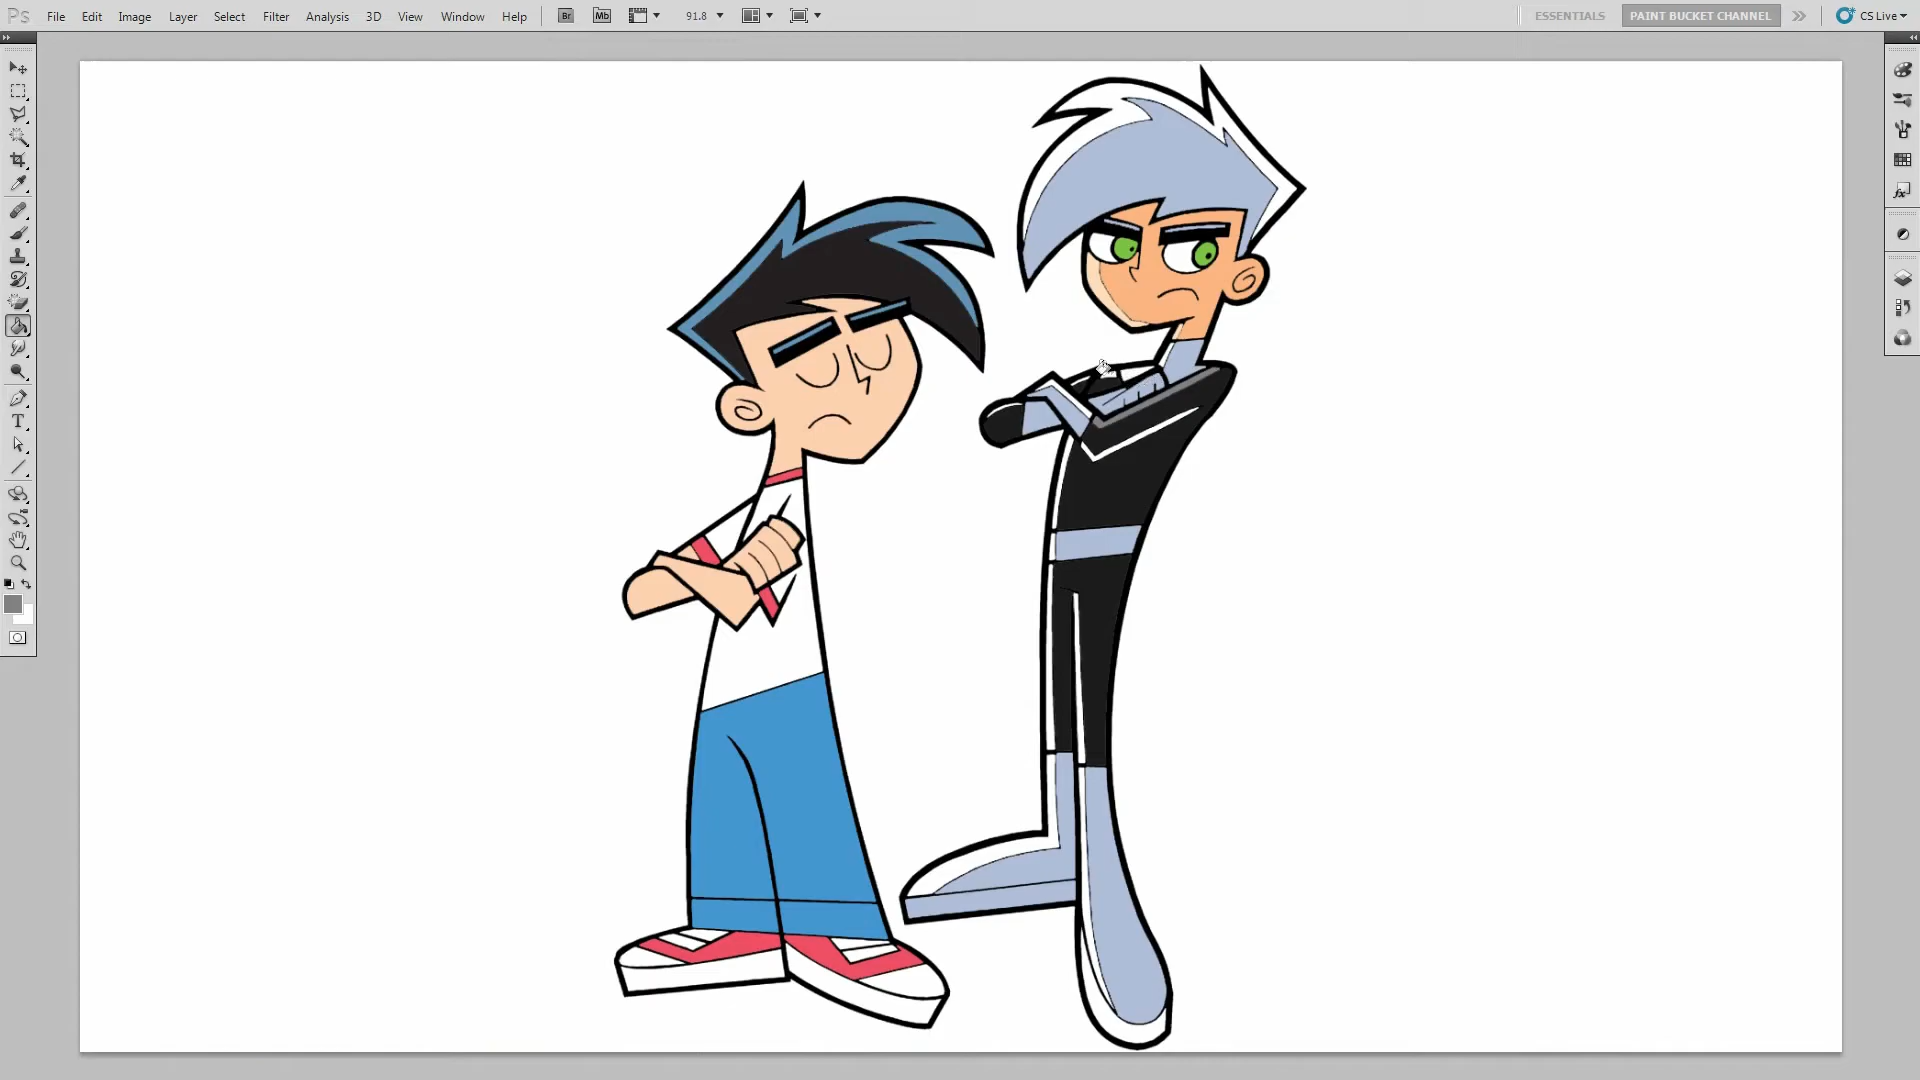 Ps File Edit Image Layer Select Filter Analysis 3D View Window Help Br Mb 91.8 ESSENTIALS PAINT BUCKET CHANNEL CS Live
T
fx